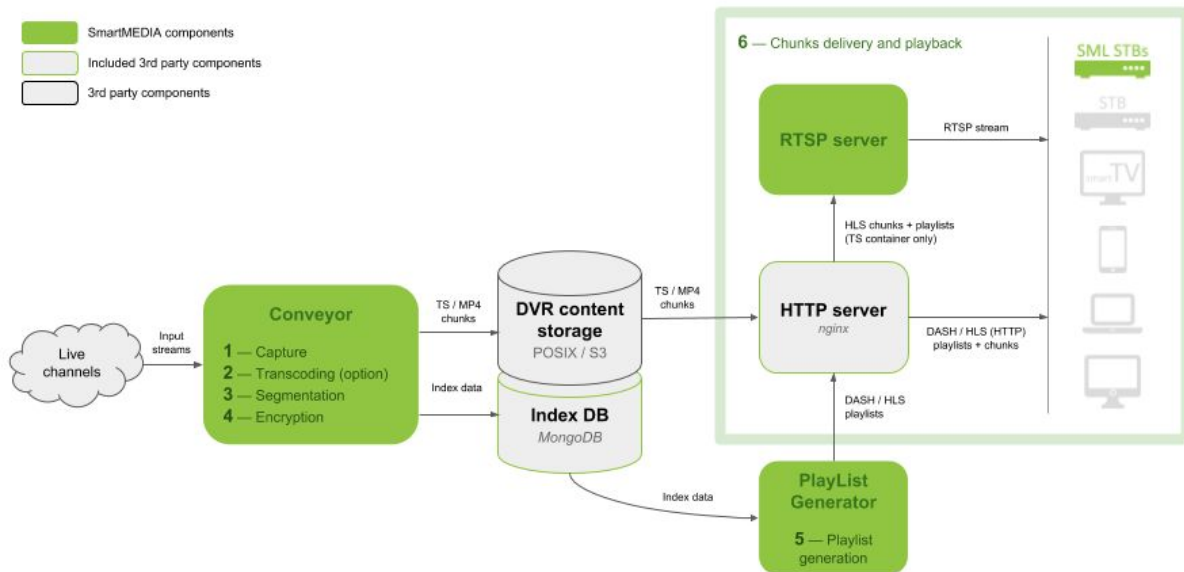 SmartMEDIA components
Included 3rd party components
3rd party components
6 — Chunks delivery and playback
SML STBs
STB
smart TV
RTSP server
RTSP stream
HLS chunks + playlists
(TS container only)
HTTP server
nginx
DASH / HLS (HTTP)
playlists + chunks
DASH / HLS
playlists
Live
channels
Input
streams
Conveyor
1 — Capture
2 — Transcoding (option)
3 — Segmentation
4 — Encryption
TS / MP4
chunks
Index data
DVR content
storage
POSIX / S3
TS / MP4
chunks
Index DB
MongoDB
Index data
PlayList
Generator
5 — Playlist
generation